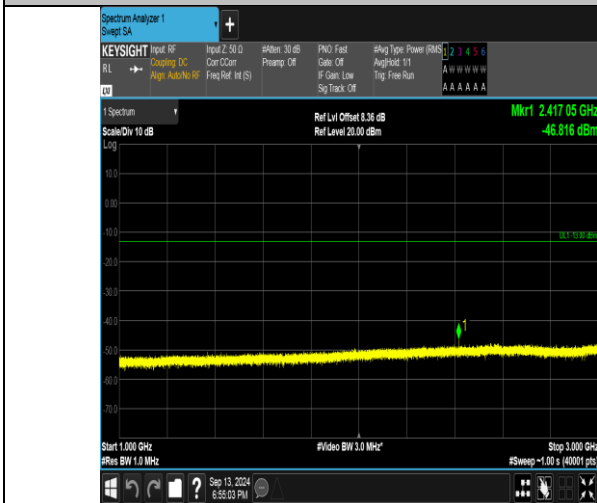 Spectrum Analyzer 1
Swept SA
+
KEYSIGHT
RL
Input: RF
Coupling: DC
Align: Auto/No RF
Input Z: 50 Ω
Corr CCorr
Freq Ref: Int (S)
#Atten: 30 dB
Preamp: Off
PNO: Fast
Gate: Off
IF Gain: Low
Sig Track: Off
#Avg Type: Power (RMS
Avg|Hold: 1/1
Trig: Free Run
1 2 3 4 5 6
A W W W W W
A A A A A A
1 Spectrum
Scale/Div 10 dB
Log
Ref Lvl Offset 8.36 dB
Ref Level 20.00 dBm
Mkr1 2.417 05 GHz
-46.816 dBm
10.0
0.00
-10.0
DL1 -13.00 dBm
-20.0
-30.0
1
-40.0
-50.0
-60.0
-70.0
Start 1.000 GHz
#Res BW 1.0 MHz
#Video BW 3.0 MHz*
Stop 3.000 GHz
#Sweep ~1.00 s (40001 pts)
?
Sep 13, 2024
6:55:03 PM